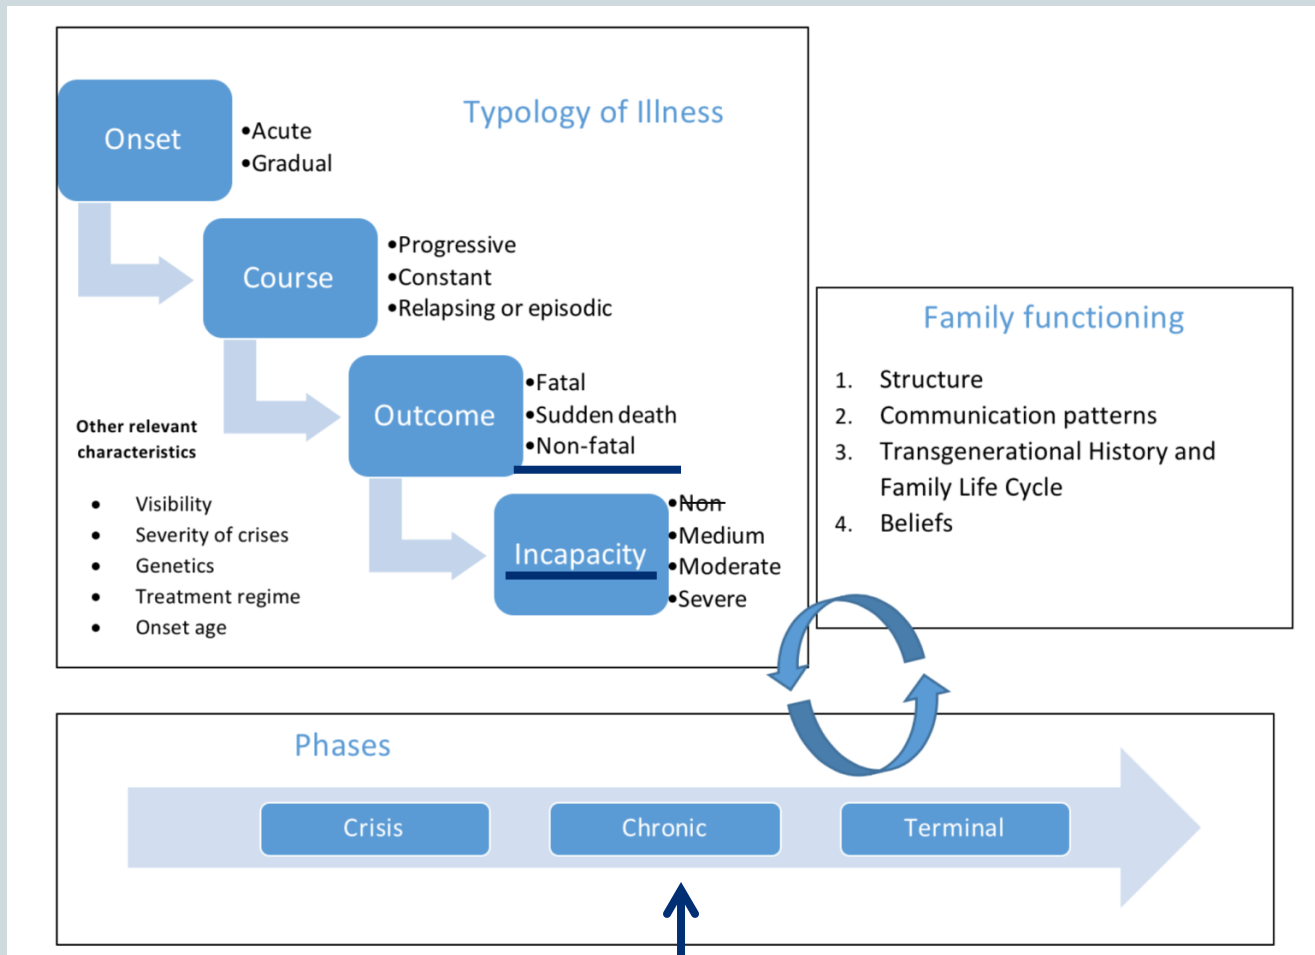 Typology of Illness
Onset
•Acute
•Gradual
Course
•Progressive
•Constant
•Relapsing or episodic
Outcome
•Fatal
•Sudden death
•Non-fatal
Incapacity
•Non
•Medium
•Moderate
•Severe
Other relevant
characteristics
• Visibility
• Severity of crises
• Genetics
• Treatment regime
• Onset age
Family functioning
1. Structure
2. Communication patterns
3. Transgenerational History and
Family Life Cycle
4. Beliefs
Phases
Crisis
Chronic
Terminal